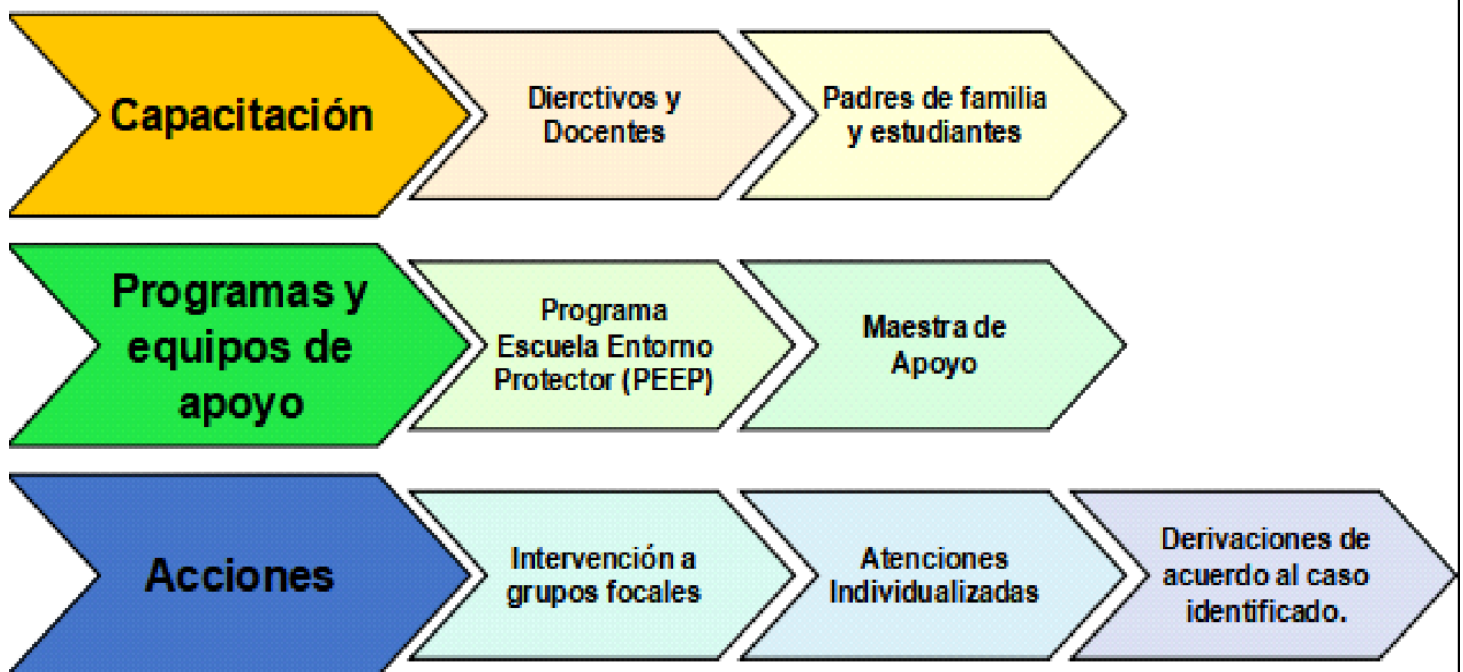 Capacitación
Dierctivos y
Docentes
Padres de familia
y estudiantes
Programas y
equipos de
apoyo
Programa
Escuela Entorno
Protector (PEEP)
Maestra de
Apoyo
Acciones
Intervención a
grupos focales
Atenciones
Individualizadas
Derivaciones de
acuerdo al caso
identificado.